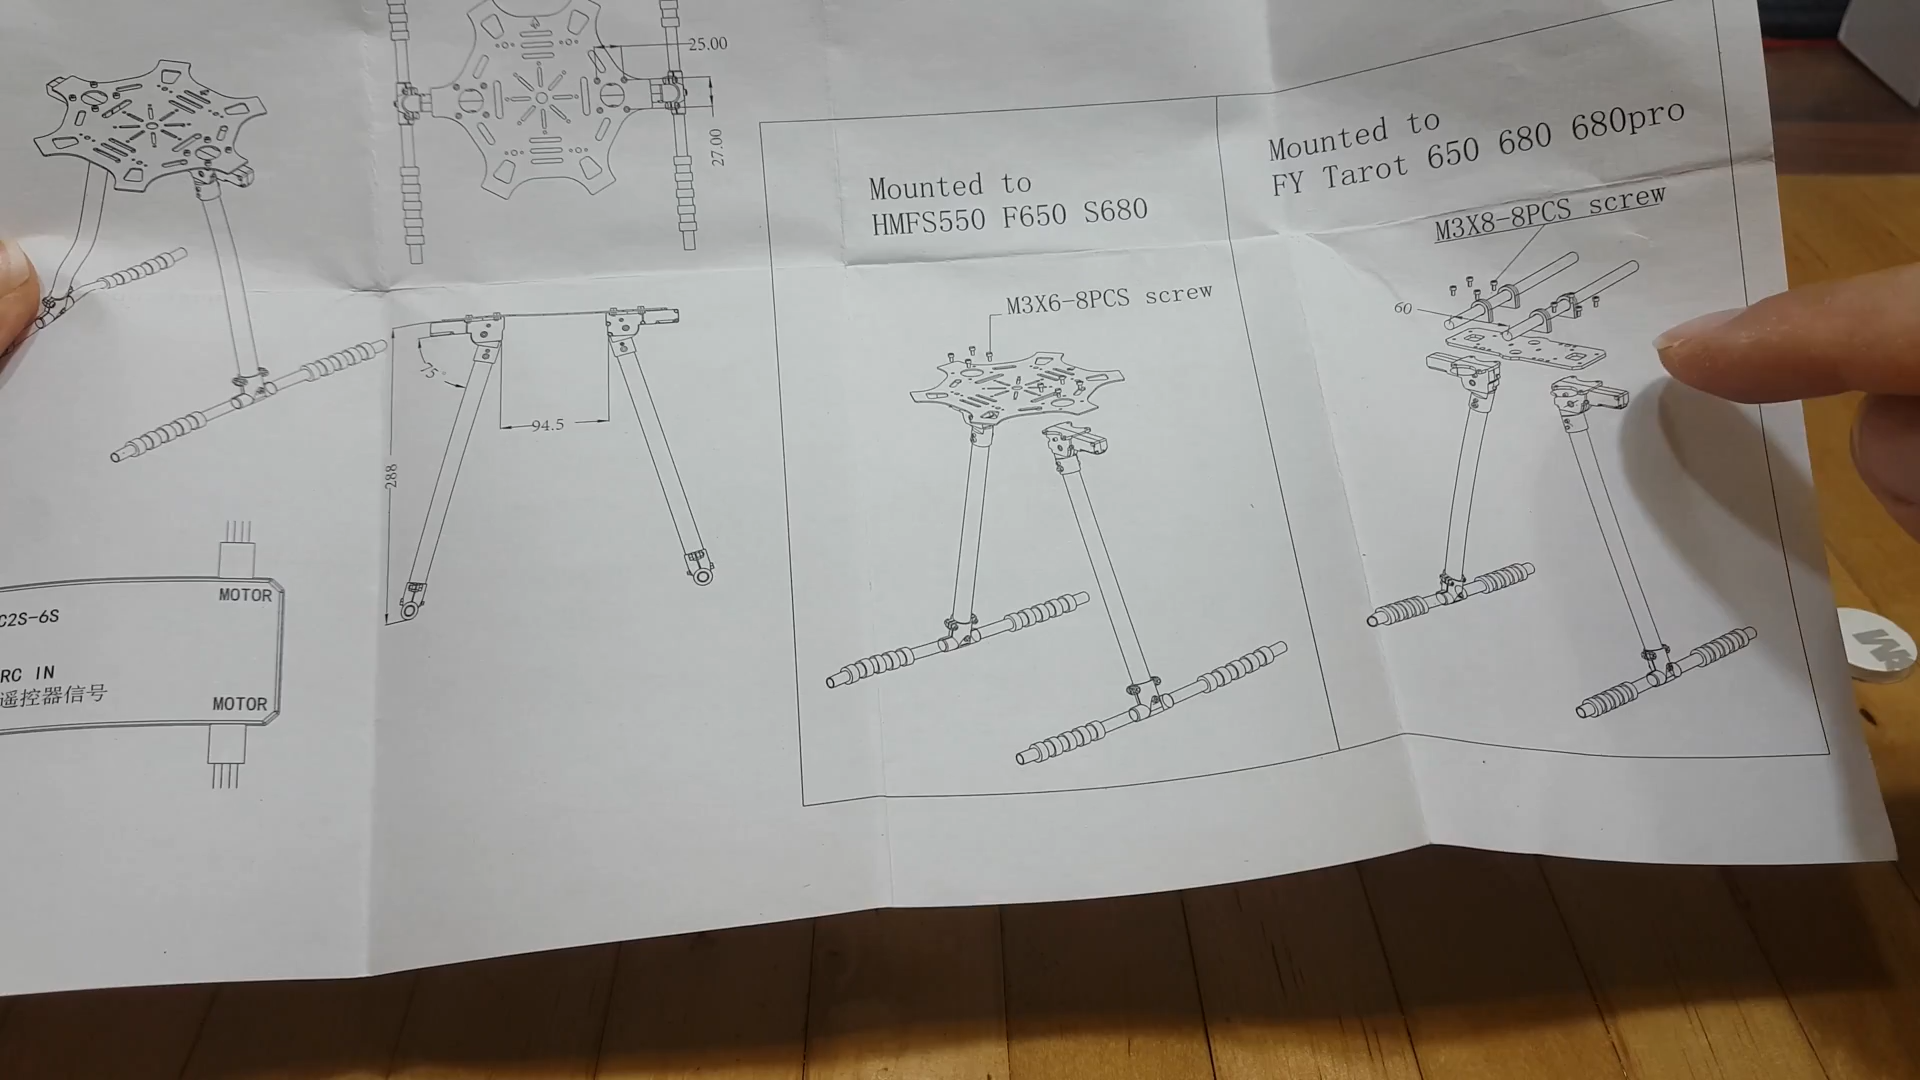 25.00
27.00
Mounted to
HMFS550 F650 S680
M3X6-8PCS screw
Mounted to
FY Tarot 650 680 680pro
M3X8-8PCS screw
60
75°
94.5
288
MOTOR
C2S-6S
RC IN
遥控器信号
MOTOR